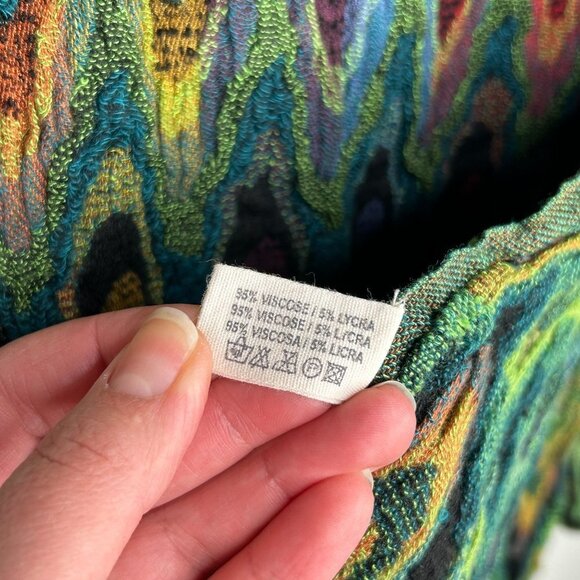 95% VISCOSE / 5% LYCRA
95% VISCOSE / 5% LYCRA
95% VISCOSA / 5% LICRA